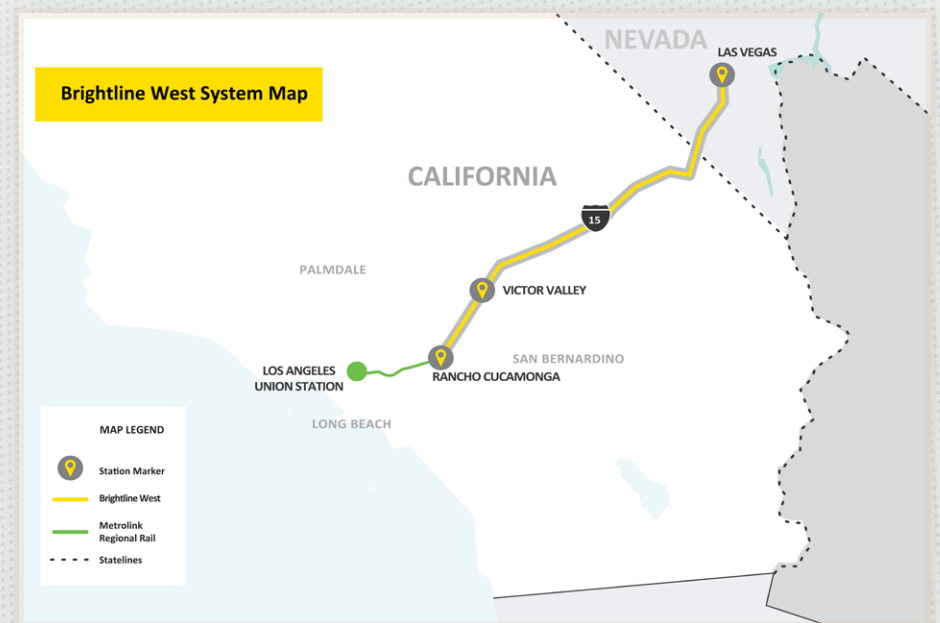 NEVADA
LAS VEGAS
Brightline West System Map
CALIFORNIA
15
PALMDALE
VICTOR VALLEY
SAN BERNARDINO
LOS ANGELES
UNION STATION
RANCHO CUCAMONGA
LONG BEACH
MAP LEGEND
Station Marker
Brightline West
Metrolink
Regional Rail
Statelines